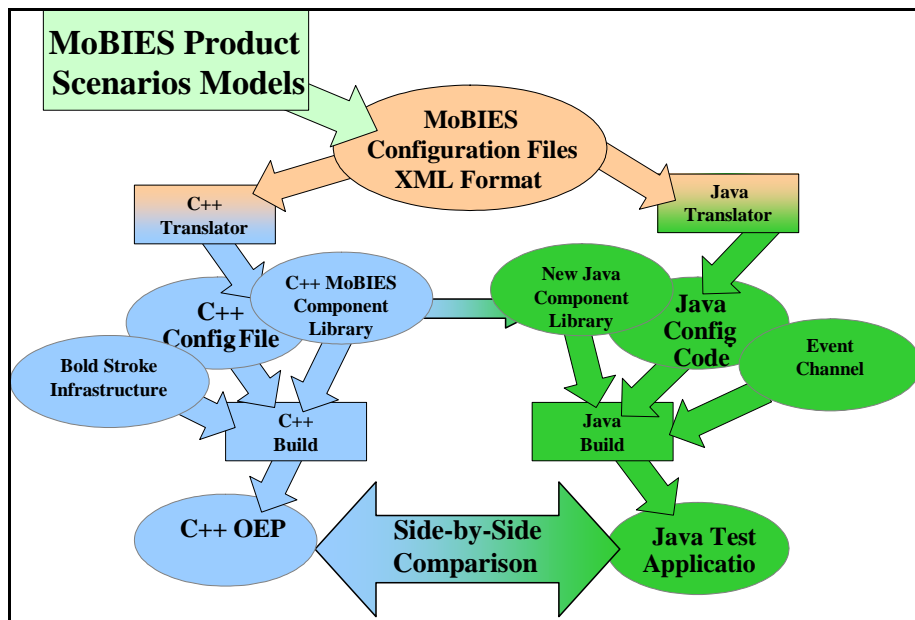 MoBIES Product
Scenarios Models
MoBIES
Configuration Files
XML Format
C++
Translator
Java
Translator
C++
Config File
C++ MoBIES
Component
Library
New Java
Component
Library
Java
Config
Code
Bold Stroke
Infrastructure
Event
Channel
C++
Build
Java
Build
C++ OEP
Side-by-Side
Comparison
Java Test
Applicatio